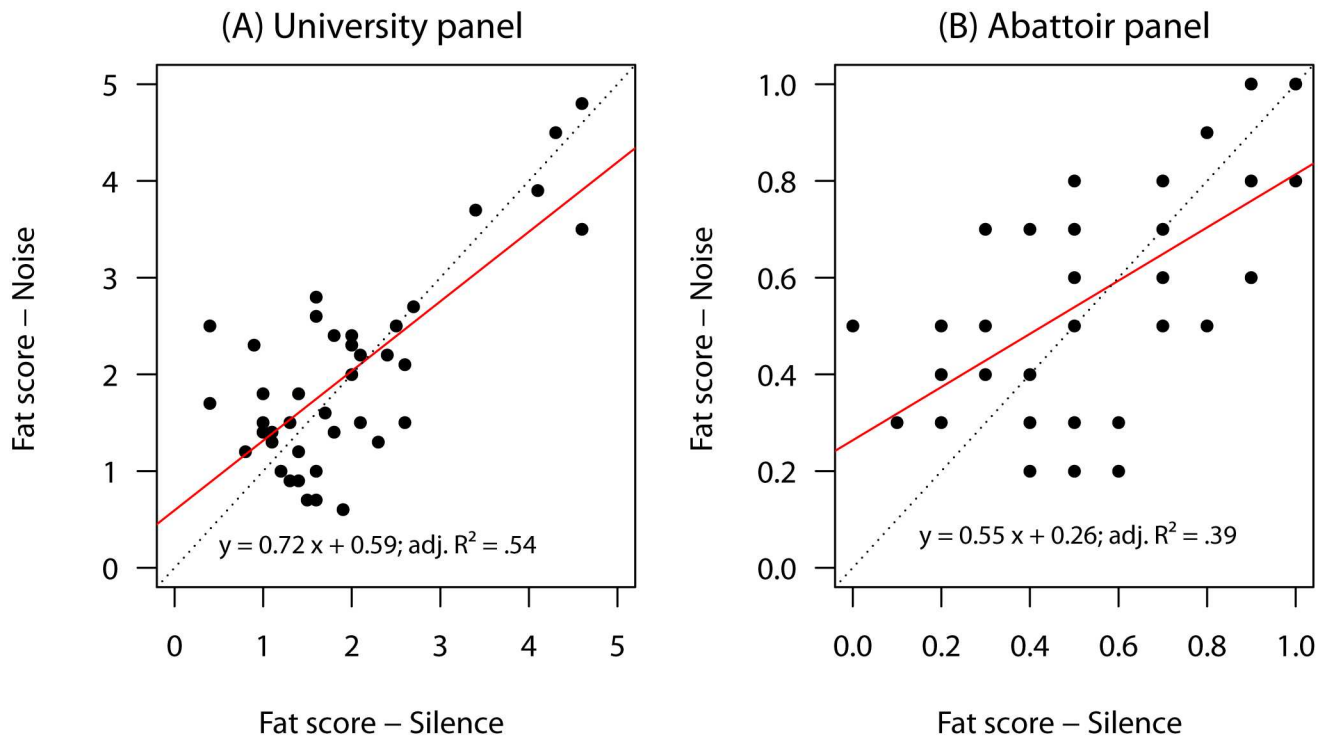 (A) University panel
Fat score – Noise
5
4
3
2
1
0
y = 0.72 x + 0.59; adj. R² = .54
0 1 2 3 4 5
Fat score – Silence
(B) Abattoir panel
Fat score – Noise
1.0
0.8
0.6
0.4
0.2
0.0
y = 0.55 x + 0.26; adj. R² = .39
0.0 0.2 0.4 0.6 0.8 1.0
Fat score – Silence